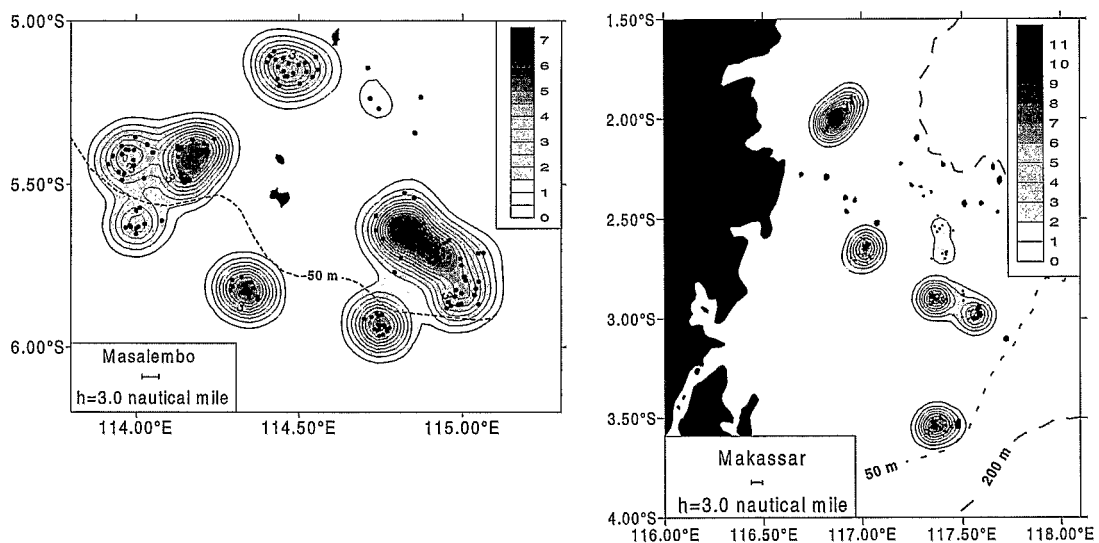 5.00°S
5.50°S
6.00°S
114.00°E
114.50°E
115.00°E
7
6
5
4
3
2
1
0
50 m
Masalembo
h=3.0 nautical mile
1.50°S
2.00°S
2.50°S
3.00°S
3.50°S
4.00°S
116.00°E
116.50°E
117.00°E
117.50°E
118.00°E
11
10
9
8
7
6
5
4
3
2
1
0
50 m
200 m
Makassar
h=3.0 nautical mile